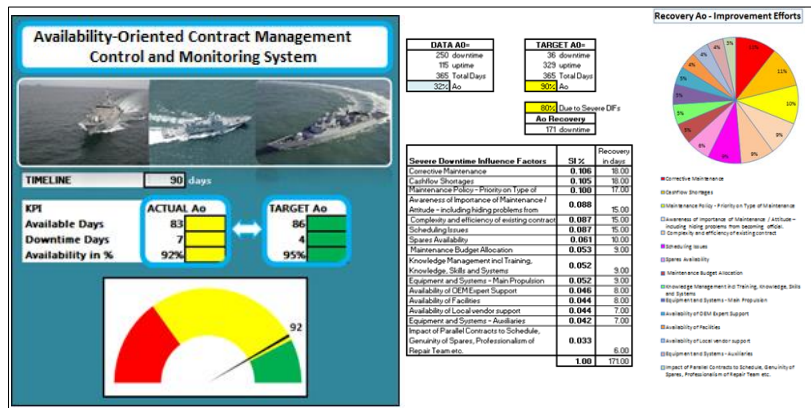 Availability-Oriented Contract Management
Control and Monitoring System
TIMELINE 90 days
KPI ACTUAL Ao TARGET Ao
Available Days 83 86
Downtime Days 7 4
Availability in % 92% 95%
92
DATA A0=
250 downtime
115 uptime
365 Total Days
32% Ao
TARGET A0=
36 downtime
329 uptime
365 Total Days
90% Ao
80% Due to Severe DIFs
Ao Recovery
171 downtime
Severe Downtime Influence Factors SI % Recovery in days
Corrective Maintenance 0.106 18.00
Cashflow Shortages 0.105 18.00
Maintenance Policy - Priority on Type of 0.100 17.00
Awareness of Importance of Maintenance /
Attitude - including hiding problems from 0.088 15.00
Complexity and efficiency of existing contract 0.087 15.00
Scheduling Issues 0.087 15.00
Spares Availability 0.061 10.00
Maintenance Budget Allocation 0.053 9.00
Knowledge Management incl Training,
Knowledge, Skills and Systems 0.052 9.00
Equipment and Systems - Main Propulsion 0.052 9.00
Availability of OEM Expert Support 0.046 8.00
Availability of Facilities 0.044 8.00
Availability of Local vendor support 0.044 7.00
Equipment and Systems - Auxiliaries 0.042 7.00
Impact of Parallel Contracts to Schedule,
Genuinity of Spares, Professionalism of
Repair Team etc. 0.033 6.00
1.00 171.00
Recovery Ao - Improvement Efforts
11%
11%
10%
9%
9%
9%
6%
5%
5%
5%
5%
4%
4%
4%
3%
Corrective Maintenance
Cashflow Shortages
Maintenance Policy - Priority on Type of Maintenance
Awareness of Importance of Maintenance / Attitude –
including hiding problems from becoming official.
Complexity and efficiency of existing contract
Scheduling Issues
Spares Availability
Maintenance Budget Allocation
Knowledge Management incl Training, Knowledge, Skills
and Systems
Equipment and Systems - Main Propulsion
Availability of OEM Expert Support
Availability of Facilities
Availability of Local vendor support
Equipment and Systems - Auxiliaries
Impact of Parallel Contracts to Schedule, Genuinity of
Spares, Professionalism of Repair Team etc.